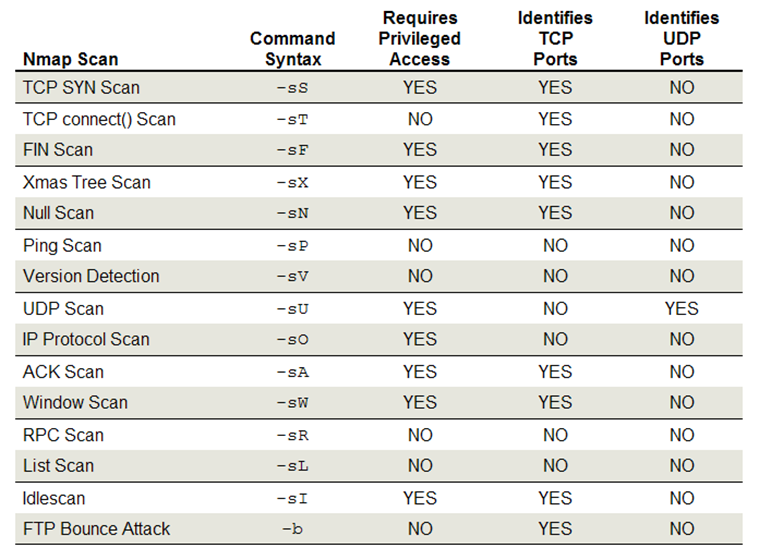 Nmap Scan Command Syntax Requires Privileged Access Identifies TCP Ports Identifies UDP Ports
TCP SYN Scan -sS YES YES NO
TCP connect() Scan -sT NO YES NO
FIN Scan -sF YES YES NO
Xmas Tree Scan -sX YES YES NO
Null Scan -sN YES YES NO
Ping Scan -sP NO NO NO
Version Detection -sV NO NO NO
UDP Scan -sU YES NO YES
IP Protocol Scan -sO YES NO NO
ACK Scan -sA YES YES NO
Window Scan -sW YES YES NO
RPC Scan -sR NO NO NO
List Scan -sL NO NO NO
Idlescan -sI YES YES NO
FTP Bounce Attack -b NO YES NO